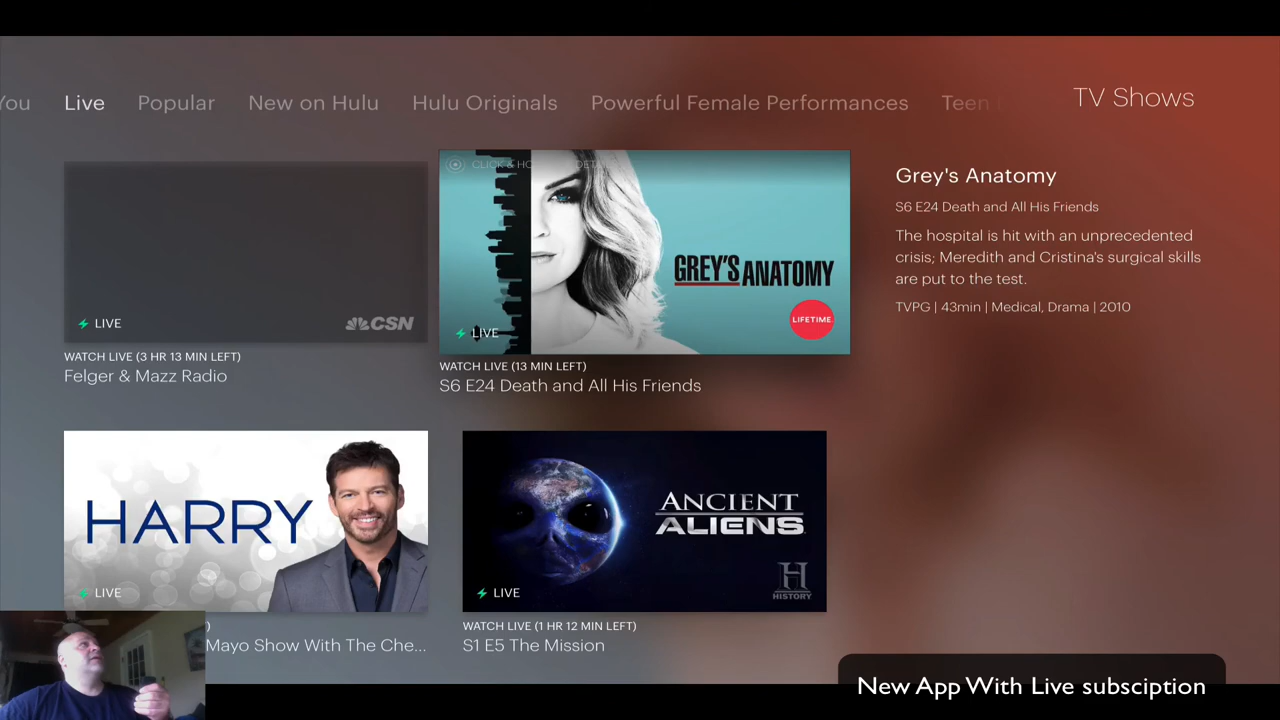 You
Live
Popular
New on Hulu
Hulu Originals
Powerful Female Performances
Teen
TV Shows
LIVE
CSN
WATCH LIVE (3 HR 13 MIN LEFT)
Felger & Mazz Radio
CLICK & HO
GREY'S ANATOMY
LIFETIME
LIVE
WATCH LIVE (13 MIN LEFT)
S6 E24 Death and All His Friends
Grey's Anatomy
S6 E24 Death and All His Friends
The hospital is hit with an unprecedented
crisis; Meredith and Cristina's surgical skills
are put to the test.
TVPG | 43min | Medical, Drama | 2010
HARRY
LIVE
)
Mayo Show With The Che...
ANCIENT
ALIENS
H
HISTORY
LIVE
WATCH LIVE (1 HR 12 MIN LEFT)
S1 E5 The Mission
New App With Live subsciption